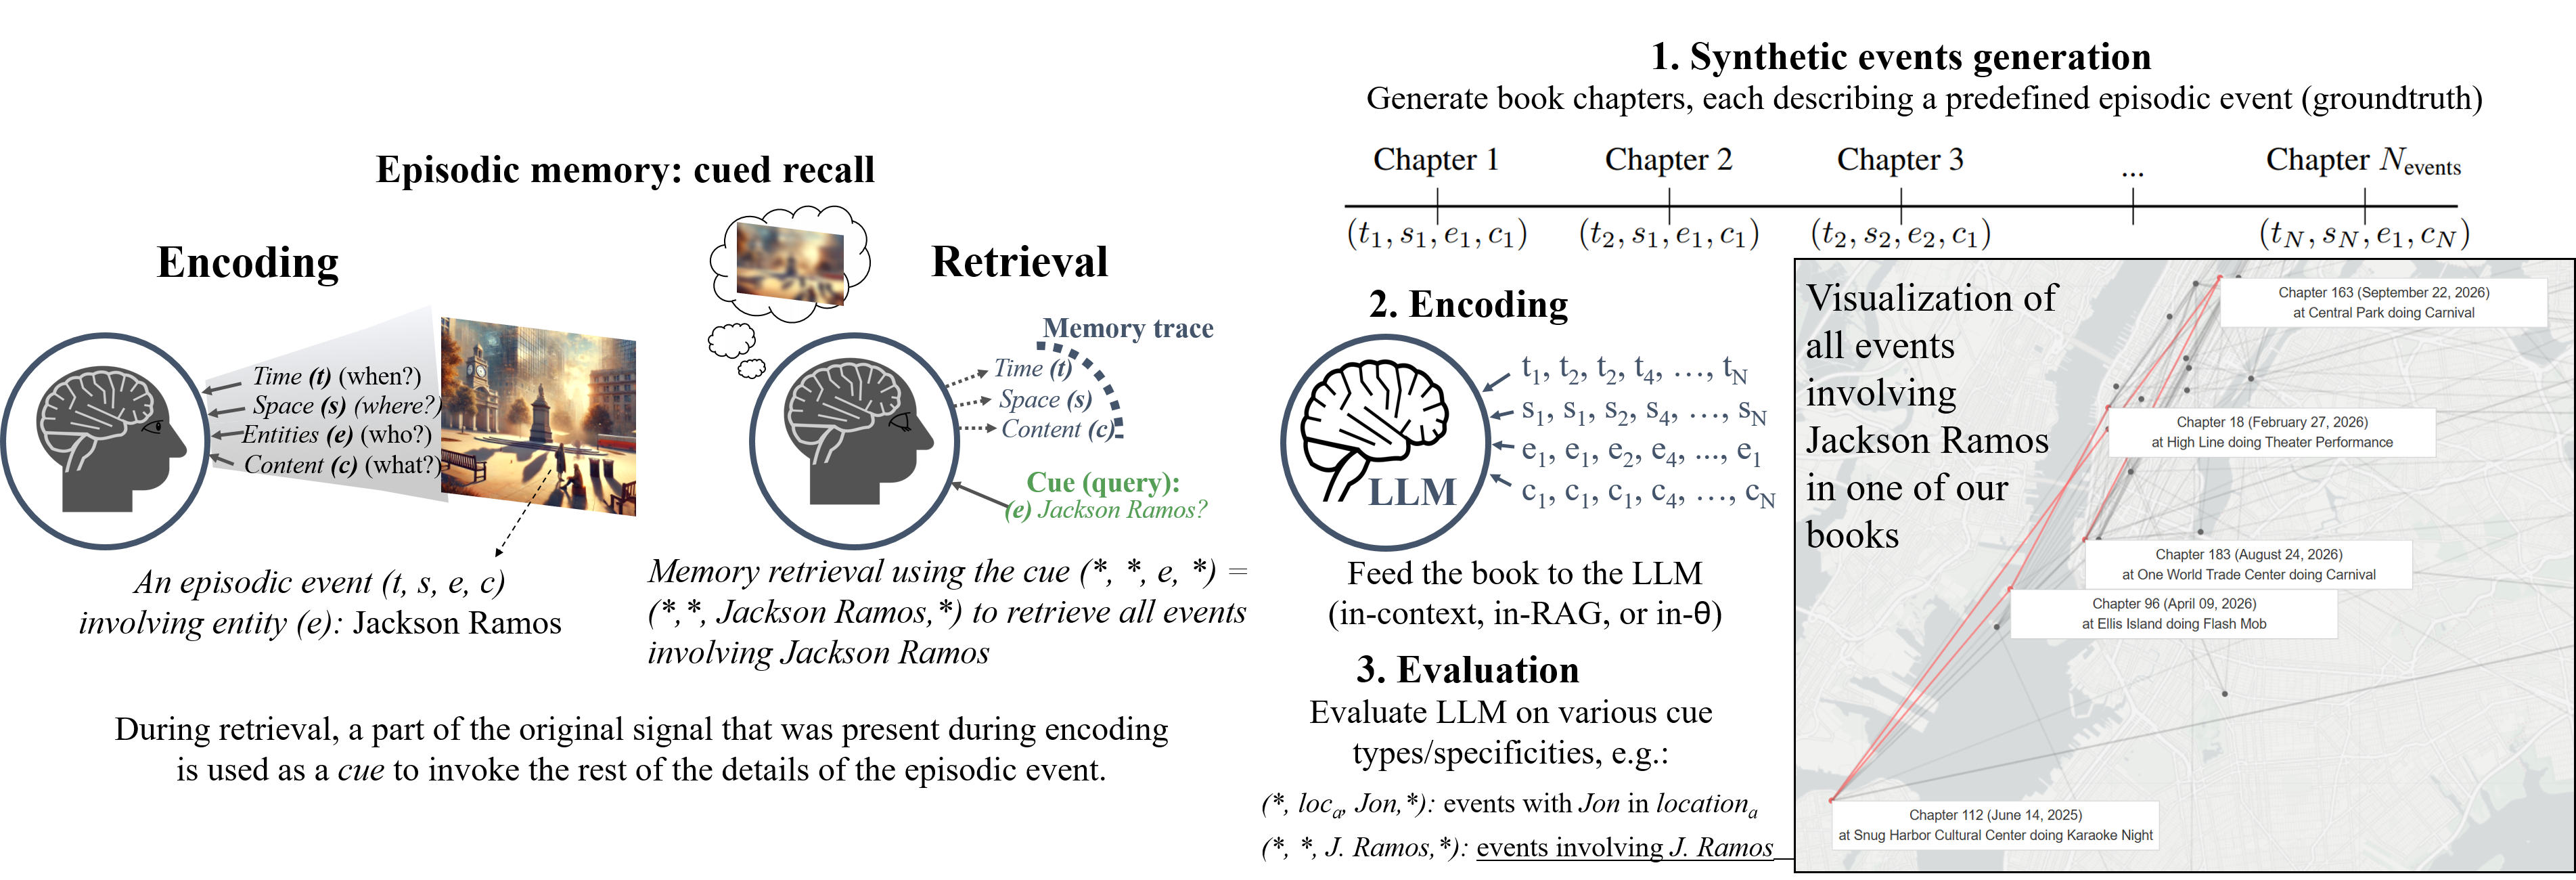 Episodic memory: cued recall
Encoding
Time (t) (when?)
Space (s) (where?)
Entities (e) (who?)
Content (c) (what?)
An episodic event (t, s, e, c)
involving entity (e): Jackson Ramos
Retrieval
Memory trace
Time (t)
Space (s)
Content (c)
Cue (query):
(e) Jackson Ramos?
Memory retrieval using the cue (*, *, e, *) =
(*,*, Jackson Ramos,*) to retrieve all events
involving Jackson Ramos
During retrieval, a part of the original signal that was present during encoding
is used as a cue to invoke the rest of the details of the episodic event.
1. Synthetic events generation
Generate book chapters, each describing a predefined episodic event (groundtruth)
Chapter 1 Chapter 2 Chapter 3 ... Chapter N_events
(t_1, s_1, e_1, c_1) (t_2, s_1, e_1, c_1) (t_2, s_2, e_2, c_1) (t_N, s_N, e_1, c_N)
2. Encoding
LLM
t_1, t_2, t_2, t_4, …, t_N
s_1, s_1, s_2, s_4, …, s_N
e_1, e_1, e_2, e_4, ..., e_1
c_1, c_1, c_1, c_4, …, c_N
Feed the book to the LLM
(in-context, in-RAG, or in-θ)
3. Evaluation
Evaluate LLM on various cue
types/specificities, e.g.:
(*, loc_a, Jon,*): events with Jon in location_a
(*, *, J. Ramos,*): events involving J. Ramos
Visualization of
all events
involving
Jackson Ramos
in one of our
books
Chapter 163 (September 22, 2026)
at Central Park doing Carnival
Chapter 18 (February 27, 2026)
at High Line doing Theater Performance
Chapter 183 (August 24, 2026)
at One World Trade Center doing Carnival
Chapter 96 (April 09, 2026)
at Ellis Island doing Flash Mob
Chapter 112 (June 14, 2025)
at Snug Harbor Cultural Center doing Karaoke Night